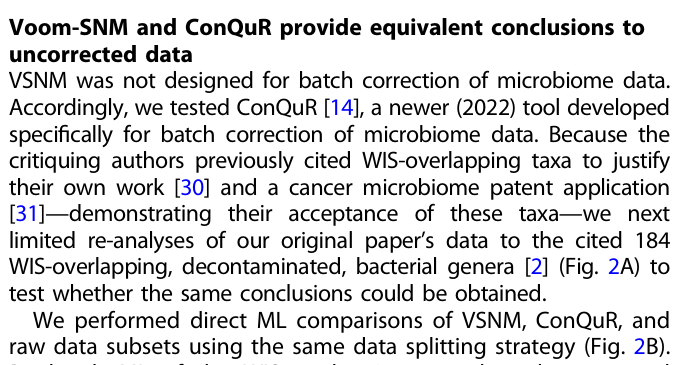 Voom-SNM and ConQuR provide equivalent conclusions to
uncorrected data
VSNM was not designed for batch correction of microbiome data.
Accordingly, we tested ConQuR [14], a newer (2022) tool developed
specifically for batch correction of microbiome data. Because the
critiquing authors previously cited WIS-overlapping taxa to justify
their own work [30] and a cancer microbiome patent application
[31]—demonstrating their acceptance of these taxa—we next
limited re-analyses of our original paper's data to the cited 184
WIS-overlapping, decontaminated, bacterial genera [2] (Fig. 2A) to
test whether the same conclusions could be obtained.
We performed direct ML comparisons of VSNM, ConQuR, and
raw data subsets using the same data splitting strategy (Fig. 2B).